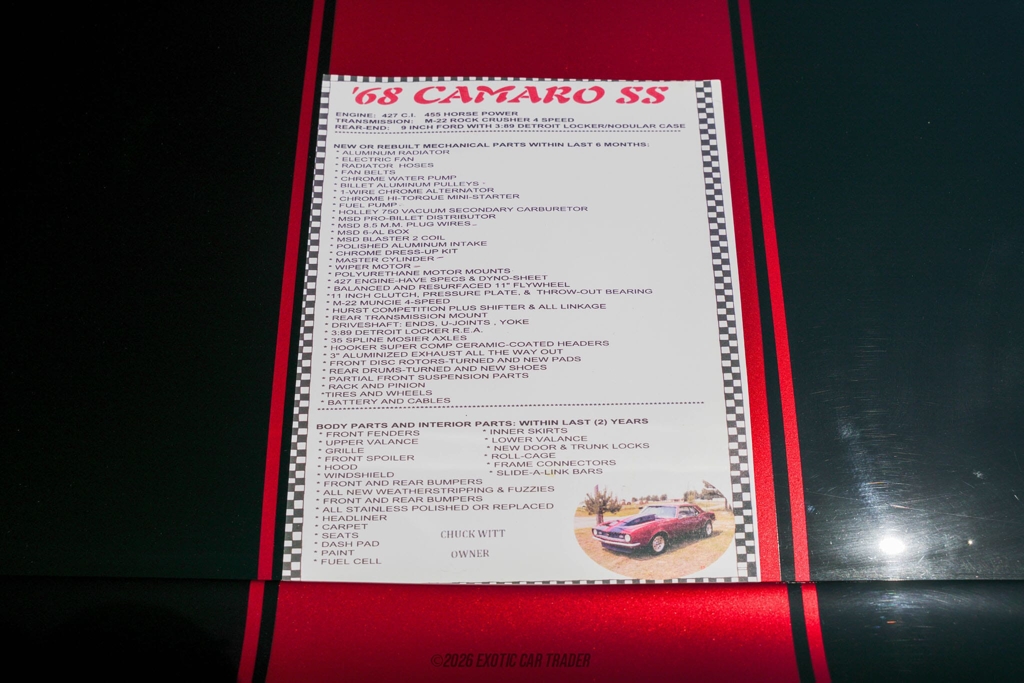 '68 CAMARO SS
ENGINE: 427 C.I. 455 HORSE POWER
TRANSMISSION: M-22 ROCK CRUSHER 4 SPEED
REAR-END: 9 INCH FORD WITH 3:89 DETROIT LOCKER/NODULAR CASE
NEW OR REBUILT MECHANICAL PARTS WITHIN LAST 6 MONTHS:
* ALUMINUM RADIATOR
* ELECTRIC FAN
* RADIATOR HOSES
* FAN BELTS
* CHROME WATER PUMP
* BILLET ALUMINUM PULLEYS
* 1-WIRE CHROME ALTERNATOR
* CHROME HI-TORQUE MINI-STARTER
* FUEL PUMP
* HOLLEY 750 VACUUM SECONDARY CARBURETOR
* MSD PRO-BILLET DISTRIBUTOR
* MSD 8.5 M.M. PLUG WIRES
* MSD 6-AL BOX
* MSD BLASTER 2 COIL
* POLISHED ALUMINUM INTAKE
* CHROME DRESS-UP KIT
* MASTER CYLINDER
* WIPER MOTOR
* POLYURETHANE MOTOR MOUNTS
* 427 ENGINE-HAVE SPECS & DYNO-SHEET
* BALANCED AND RESURFACED 11" FLYWHEEL
*11 INCH CLUTCH, PRESSURE PLATE, & THROW-OUT BEARING
* M-22 MUNCIE 4-SPEED
* HURST COMPETITION PLUS SHIFTER & ALL LINKAGE
* REAR TRANSMISSION MOUNT
* DRIVESHAFT: ENDS, U-JOINTS , YOKE
* 3:89 DETROIT LOCKER R.E.A.
* 35 SPLINE MOSIER AXLES
* HOOKER SUPER COMP CERAMIC-COATED HEADERS
* 3" ALUMINIZED EXHAUST ALL THE WAY OUT
* FRONT DISC ROTORS-TURNED AND NEW PADS
* REAR DRUMS-TURNED AND NEW SHOES
* PARTIAL FRONT SUSPENSION PARTS
* RACK AND PINION
*TIRES AND WHEELS
* BATTERY AND CABLES
BODY PARTS AND INTERIOR PARTS: WITHIN LAST (2) YEARS
* FRONT FENDERS
* UPPER VALANCE
* GRILLE
* FRONT SPOILER
* HOOD
* WINDSHIELD
* FRONT AND REAR BUMPERS
* ALL NEW WEATHERSTRIPPING & FUZZIES
* FRONT AND REAR BUMPERS
* ALL STAINLESS POLISHED OR REPLACED
* HEADLINER
* CARPET
* SEATS
* DASH PAD
* PAINT
* FUEL CELL
* INNER SKIRTS
* LOWER VALANCE
* NEW DOOR & TRUNK LOCKS
* ROLL-CAGE
* FRAME CONNECTORS
* SLIDE-A-LINK BARS
CHUCK WITT
OWNER
©2026 EXOTIC CAR TRADER